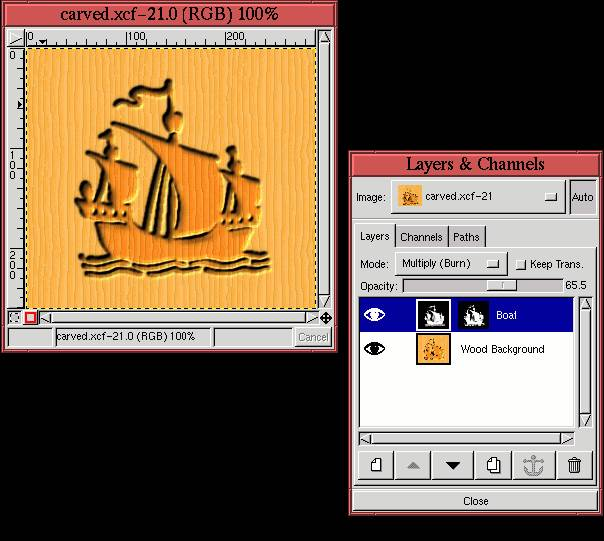 carved.xcf-21.0 (RGB) 100%
0 100 200
0
100
200
carved.xcf-21.0 (RGB) 100% Cancel
Layers & Channels
Image: carved.xcf-21 Auto
Layers Channels Paths
Mode: Multiply (Burn) Keep Trans.
Opacity: 65.5
Boat
Wood Background
Close